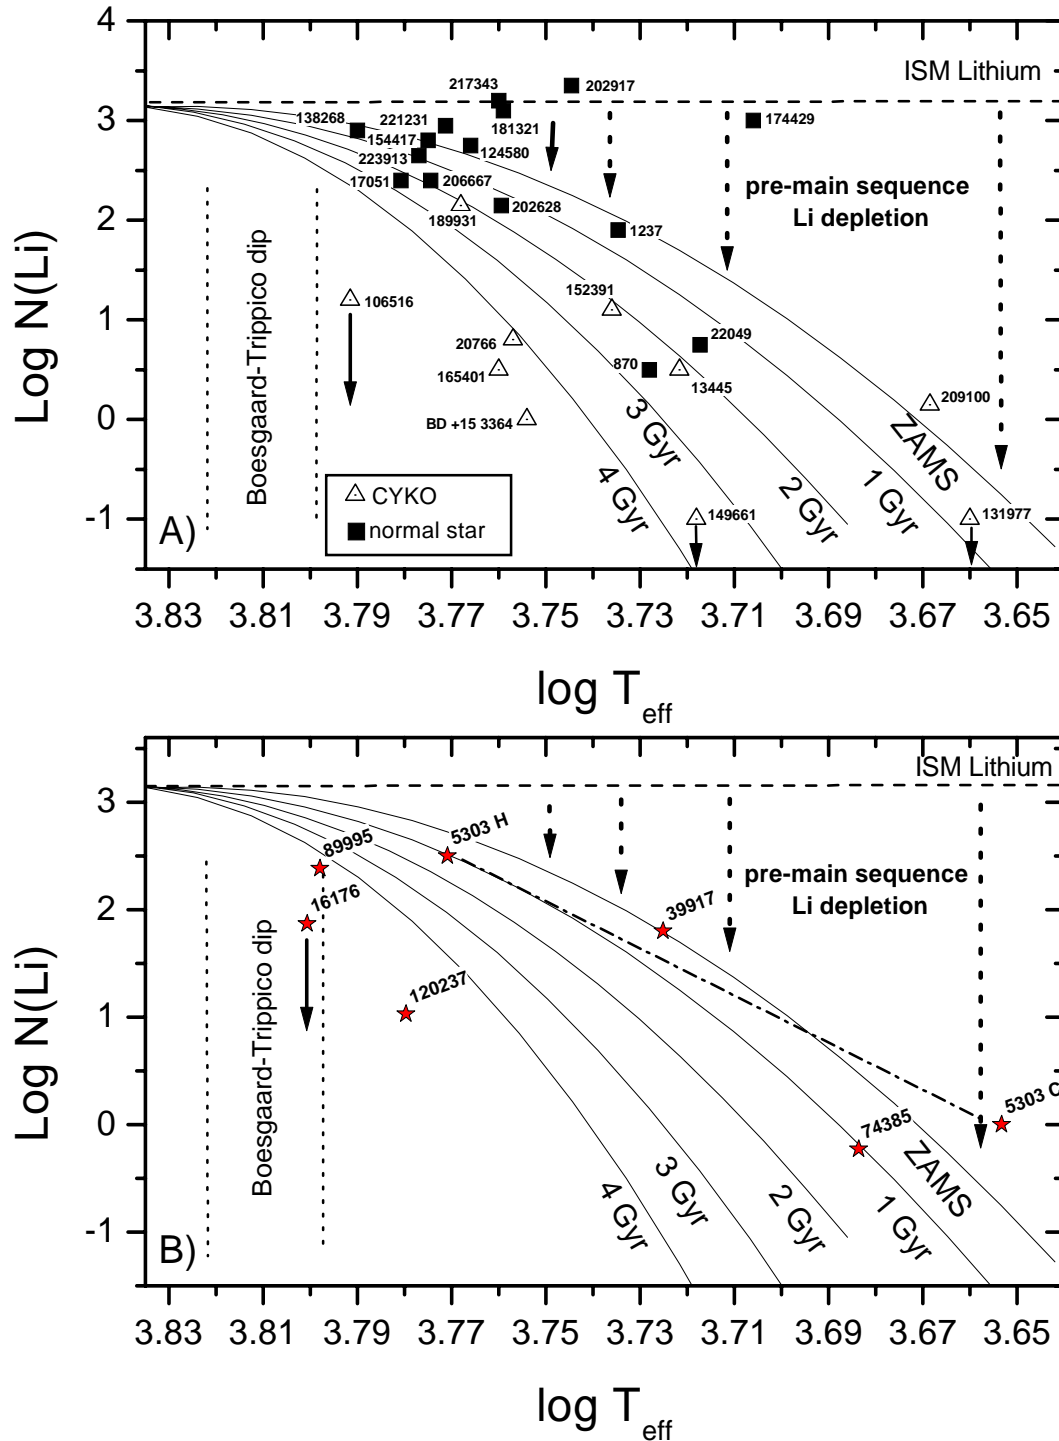 4
3
2
1
0
-1
Log N(Li)
ISM Lithium
217343
202917
138268
221231
181321
174429
154417
124580
223913
17051
206667
189931
202628
1237
pre-main sequence
Li depletion
Boesgaard-Trippico dip
106516
152391
20766
22049
165401
870
13445
BD +15 3364
209100
149661
131977
4 Gyr
3 Gyr
2 Gyr
1 Gyr
ZAMS
CYKO
normal star
A)
3.83 3.81 3.79 3.77 3.75 3.73 3.71 3.69 3.67 3.65
log Teff
3
2
1
0
-1
Log N(Li)
ISM Lithium
89995
5303 H
16176
39917
pre-main sequence
Li depletion
Boesgaard-Trippico dip
120237
74385
5303 C
4 Gyr
3 Gyr
2 Gyr
1 Gyr
ZAMS
B)
3.83 3.81 3.79 3.77 3.75 3.73 3.71 3.69 3.67 3.65
log Teff